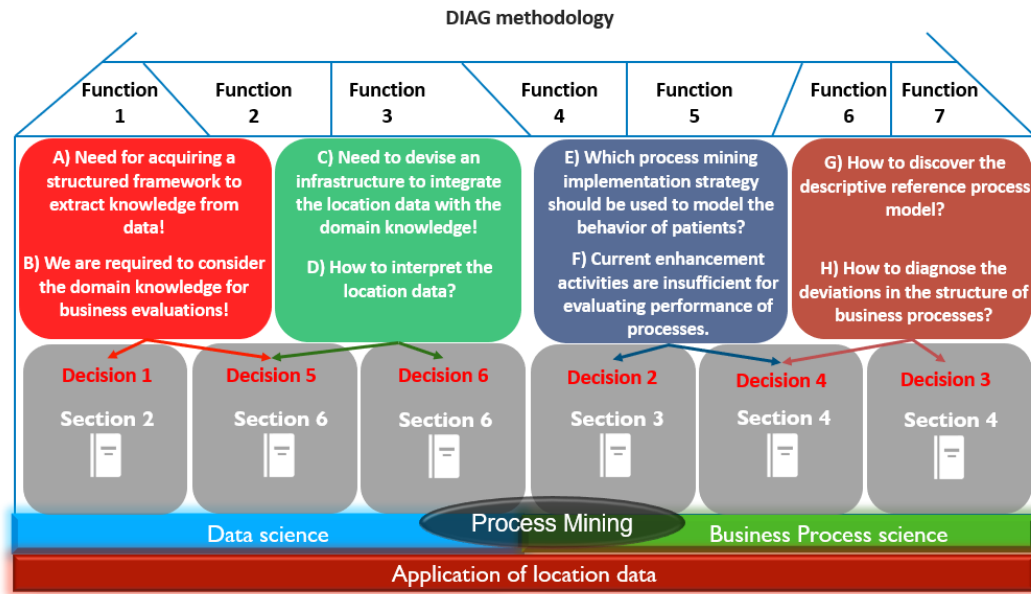 DIAG methodology
Function
1
Function
2
Function
3
Function
4
Function
5
Function
6
Function
7
A) Need for acquiring a
structured framework to
extract knowledge from
data!
B) We are required to consider
the domain knowledge for
business evaluations!
C) Need to devise an
infrastructure to integrate
the location data with the
domain knowledge!
D) How to interpret the
location data?
E) Which process mining
implementation strategy
should be used to model the
behavior of patients?
F) Current enhancement
activities are insufficient for
evaluating performance of
processes.
G) How to discover the
descriptive reference process
model?
H) How to diagnose the
deviations in the structure of
business processes?
Decision 1
Section 2
Decision 5
Section 6
Decision 6
Section 6
Decision 2
Section 3
Decision 4
Section 4
Decision 3
Section 4
Data science
Process Mining
Business Process science
Application of location data